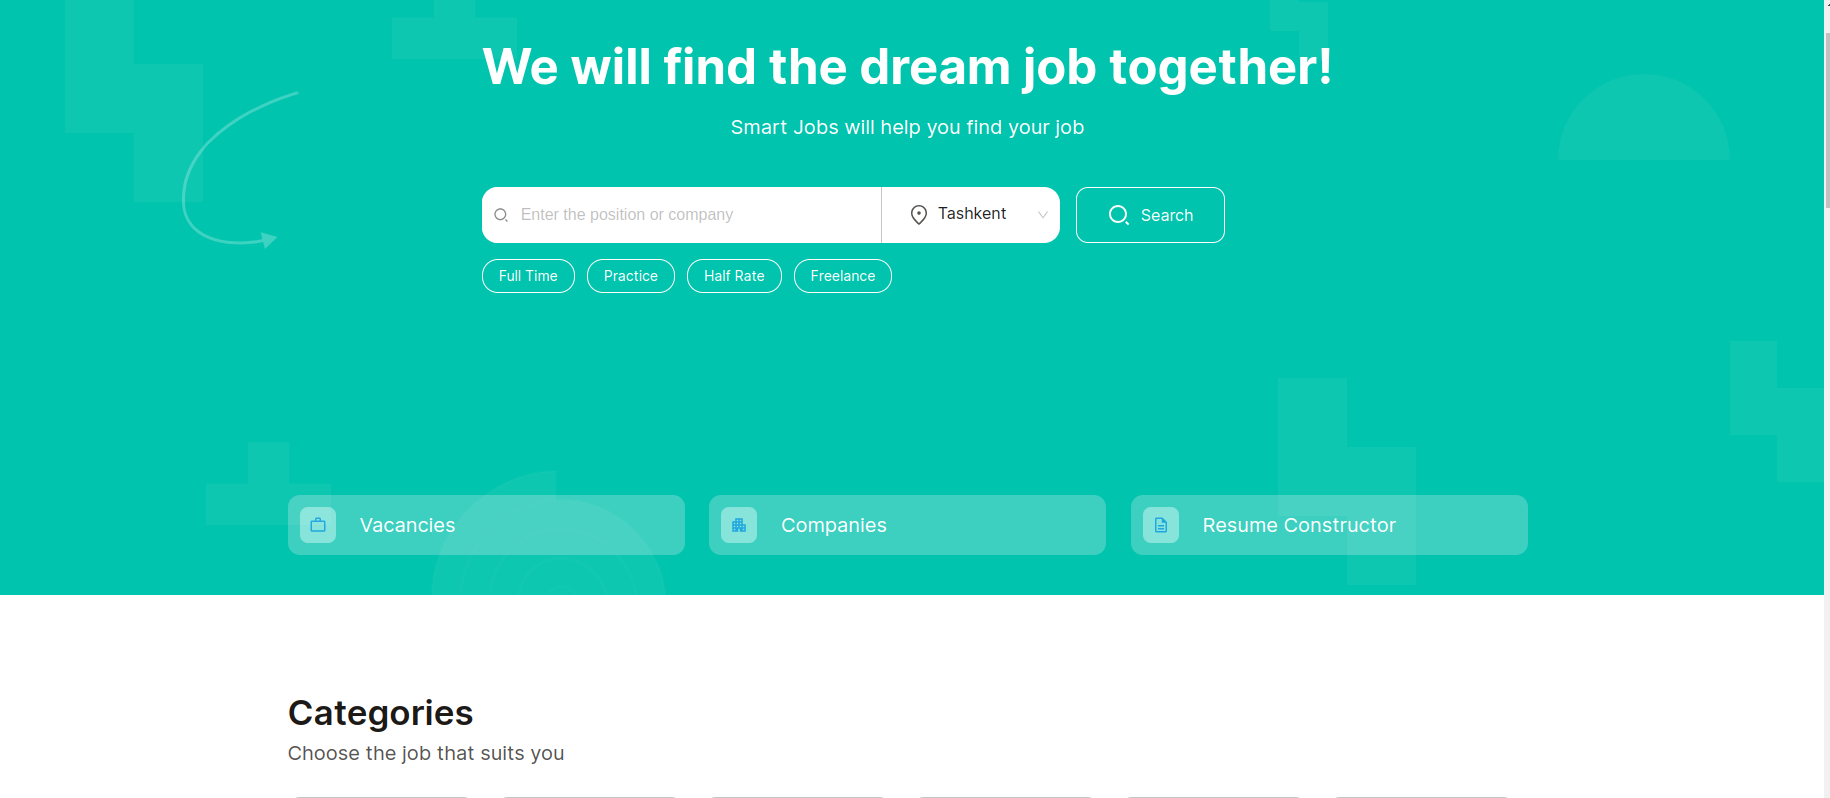 We will find the dream job together!
Smart Jobs will help you find your job
Enter the position or company
Tashkent
Search
Full Time
Practice
Half Rate
Freelance
Vacancies
Companies
Resume Constructor
Categories
Choose the job that suits you